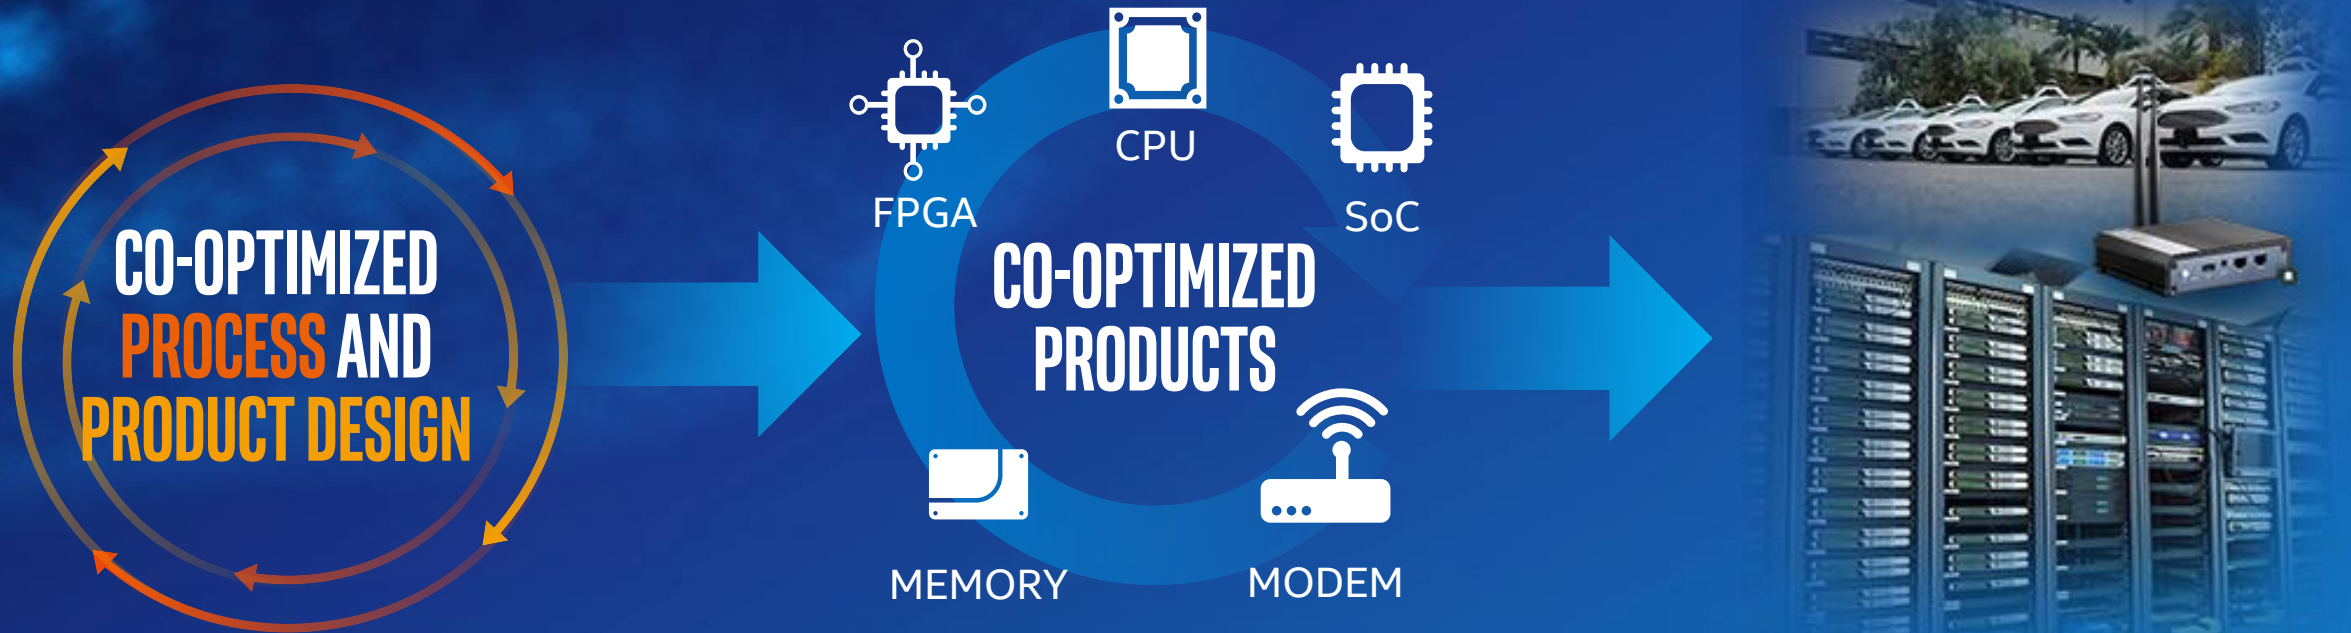 CO-OPTIMIZED
PROCESS AND
PRODUCT DESIGN
FPGA
CPU
SoC
CO-OPTIMIZED
PRODUCTS
MEMORY
MODEM